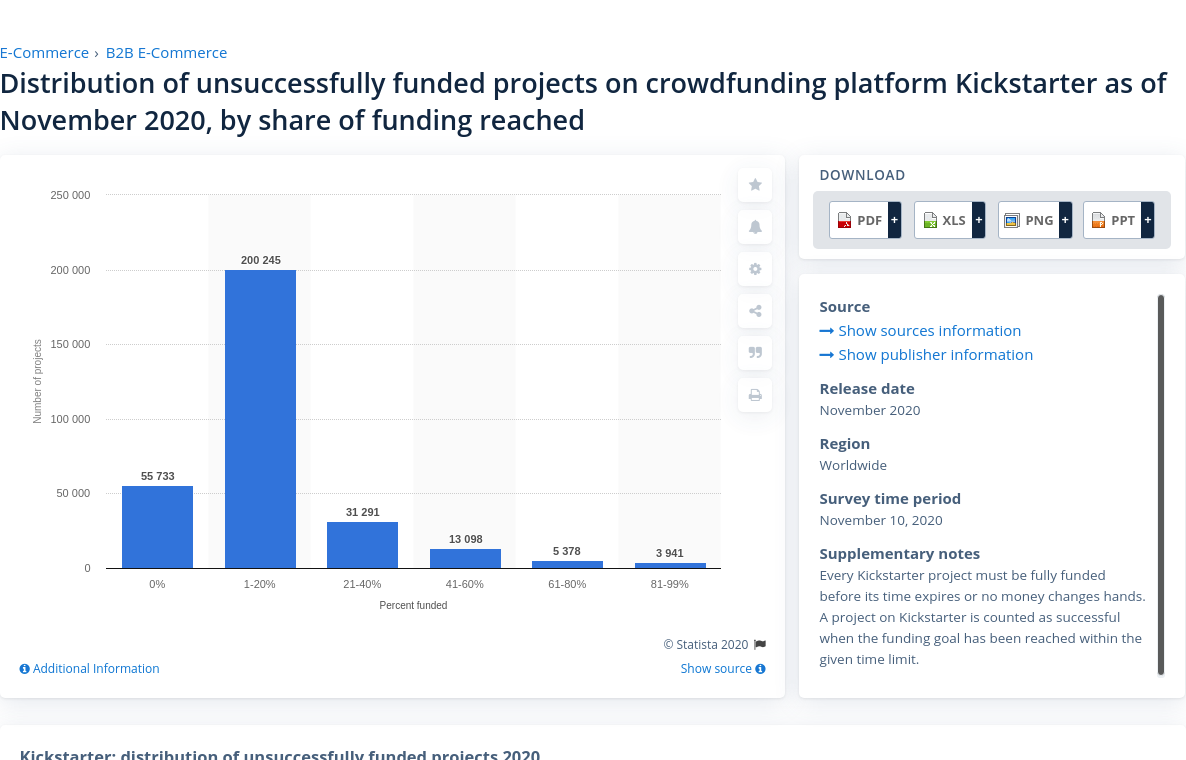 E-Commerce › B2B E-Commerce
Distribution of unsuccessfully funded projects on crowdfunding platform Kickstarter as of
November 2020, by share of funding reached
250 000
200 000
150 000
100 000
50 000
0
Number of projects
55 733
200 245
31 291
13 098
5 378
3 941
0%
1-20%
21-40%
41-60%
61-80%
81-99%
Percent funded
© Statista 2020
Additional Information
Show source
DOWNLOAD
PDF +
XLS +
PNG +
PPT +
Source
Show sources information
Show publisher information
Release date
November 2020
Region
Worldwide
Survey time period
November 10, 2020
Supplementary notes
Every Kickstarter project must be fully funded
before its time expires or no money changes hands.
A project on Kickstarter is counted as successful
when the funding goal has been reached within the
given time limit.
Kickstarter: distribution of unsuccessfully funded projects 2020